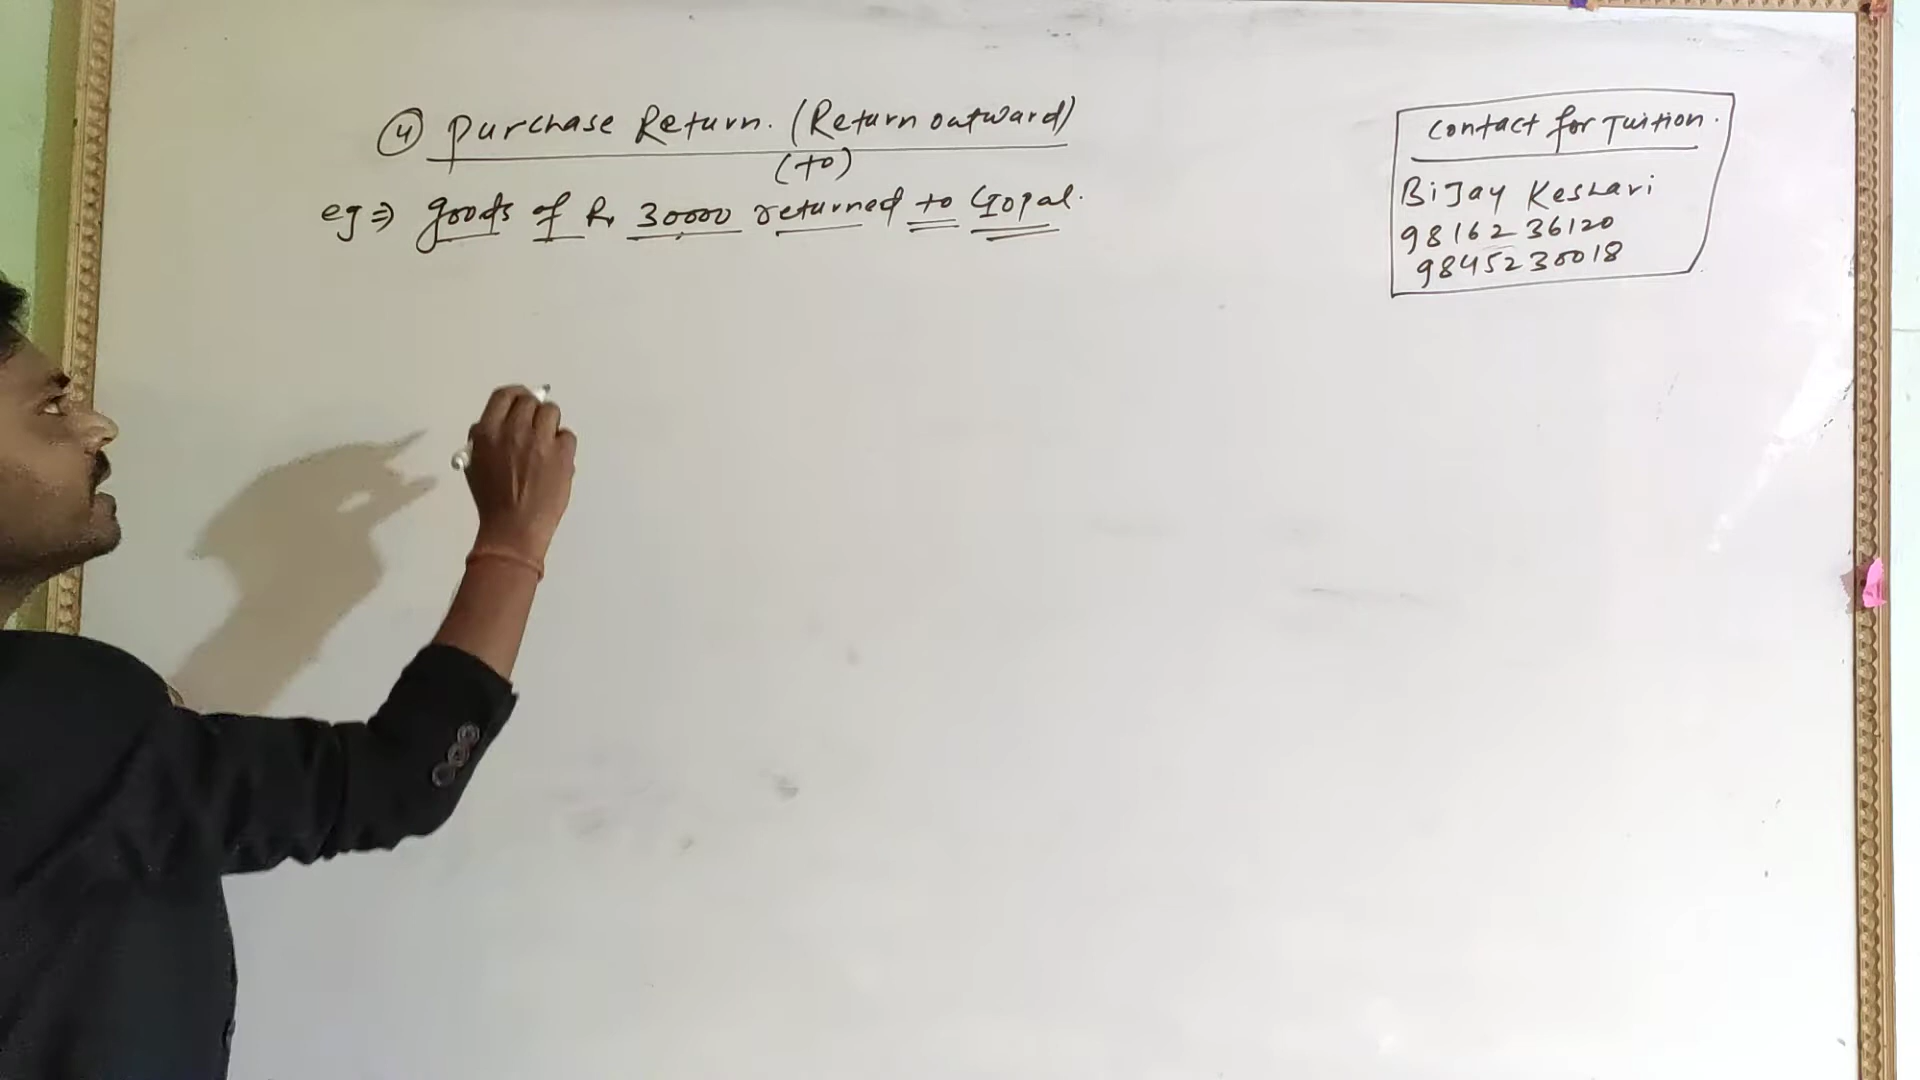 ④ Purchase Return. (Return outward)
(to)
eg ⇒ goods of Rs 30000 returned to Gopal.
Contact for Tuition.
BiJay Keshari
9816236120
9845230018